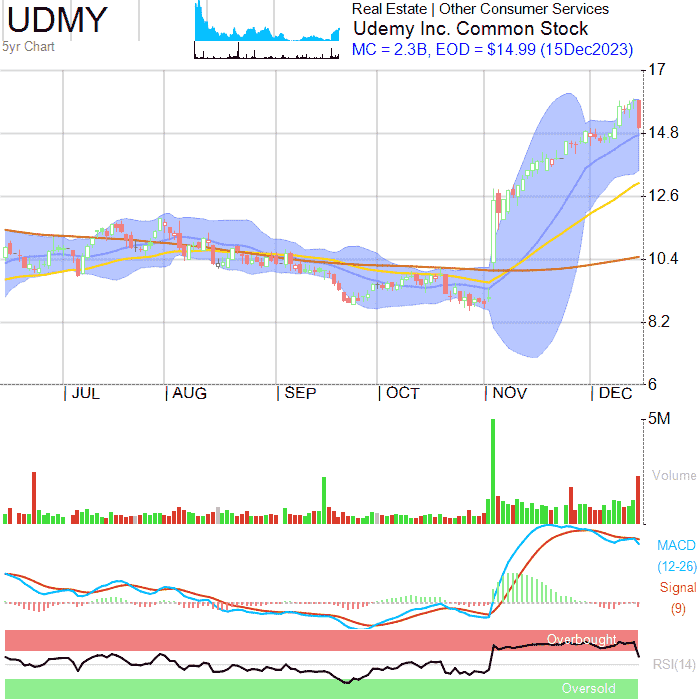 UDMY
5yr Chart
Real Estate | Other Consumer Services
Udemy Inc. Common Stock
MC = 2.3B, EOD = $14.99 (15Dec2023)
17
14.8
12.6
10.4
8.2
6
JUL
AUG
SEP
OCT
NOV
DEC
5M
Volume
MACD
(12-26)
Signal
(9)
Overbought
RSI(14)
Oversold